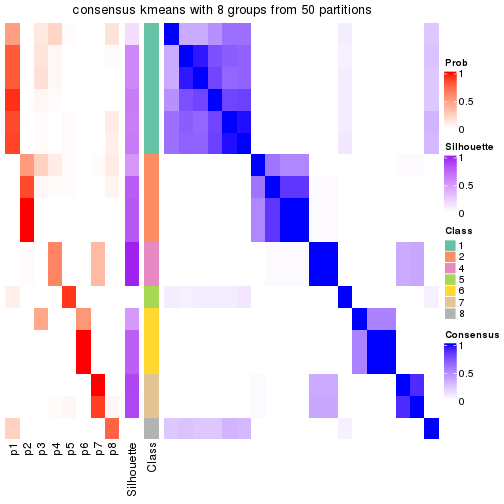 consensus kmeans with 8 groups from 50 partitions
Prob
1
0.5
0
Silhouette
1
0.5
0
Class
1
2
4
5
6
7
8
Consensus
1
0.5
0
p1
p2
p3
p4
p5
p6
p7
p8
Silhouette
Class